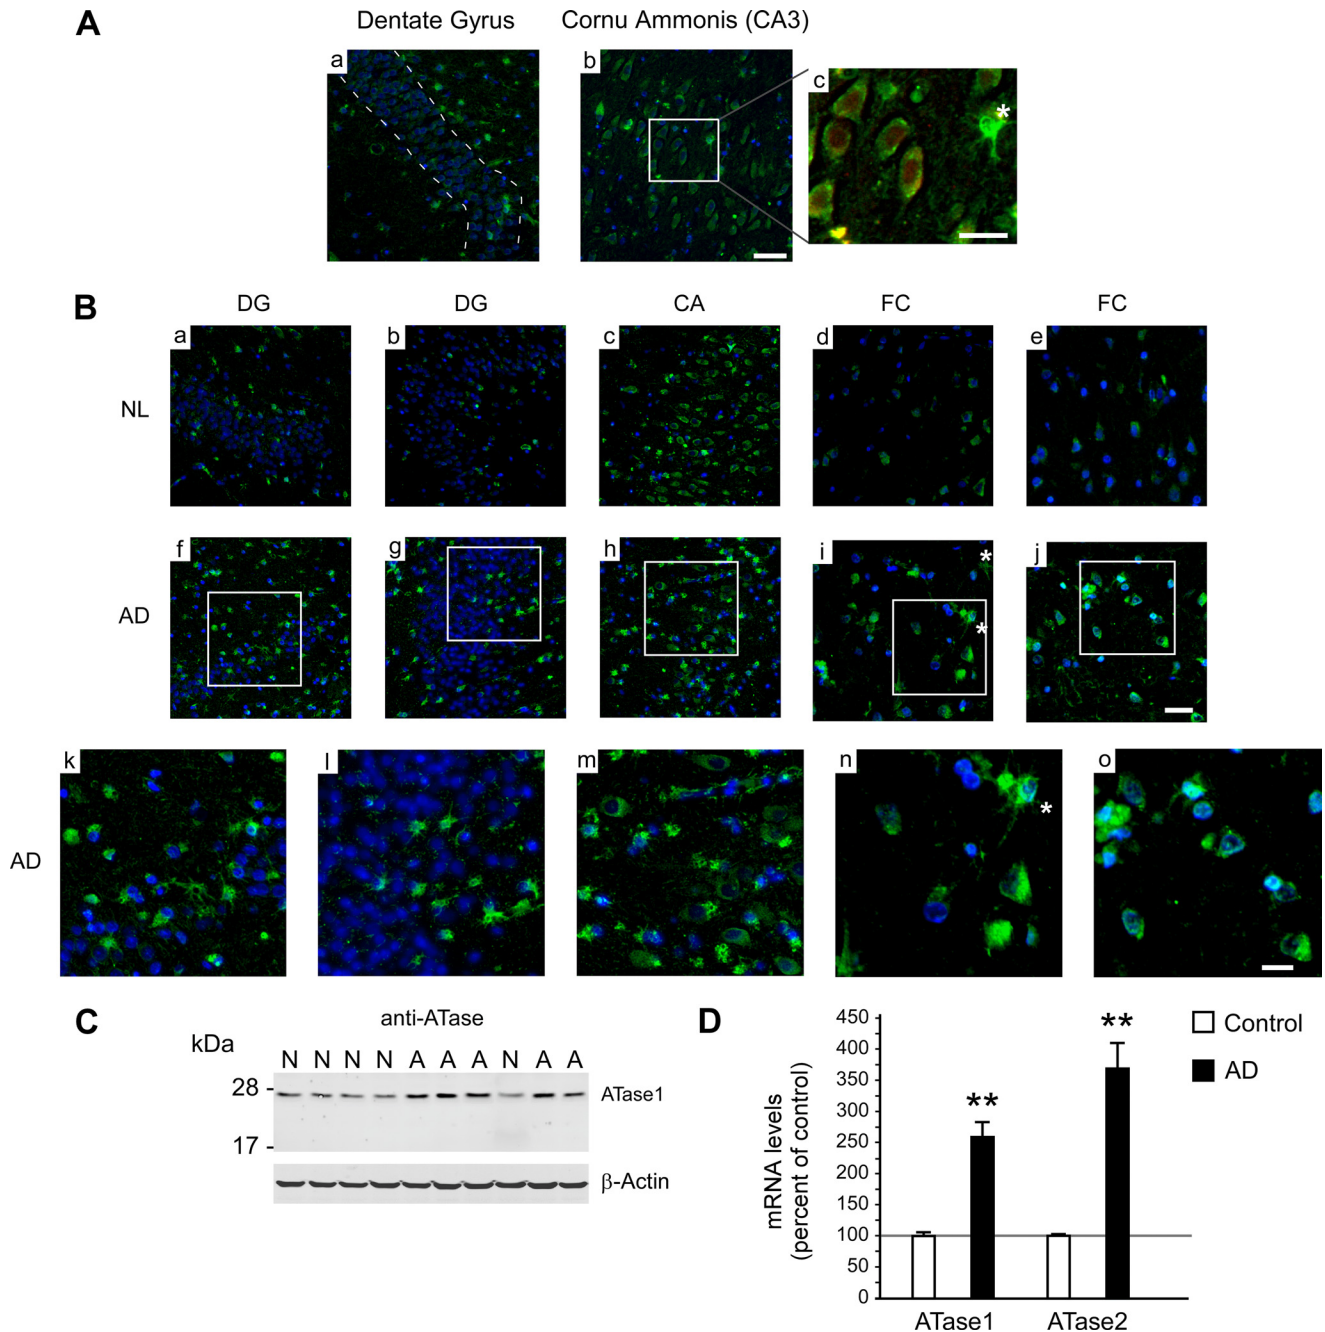 A
Dentate Gyrus
Cornu Ammonis (CA3)
a
b
c
*
B
DG
DG
CA
FC
FC
NL
a
b
c
d
e
AD
f
g
h
i
*
*
j
AD
k
l
m
n
*
o
C
anti-ATase
kDa
N N N N A A A N A A
28
ATase1
17
β-Actin
D
mRNA levels
(percent of control)
450
400
350
300
250
200
150
100
50
0
**
**
Control
AD
ATase1
ATase2